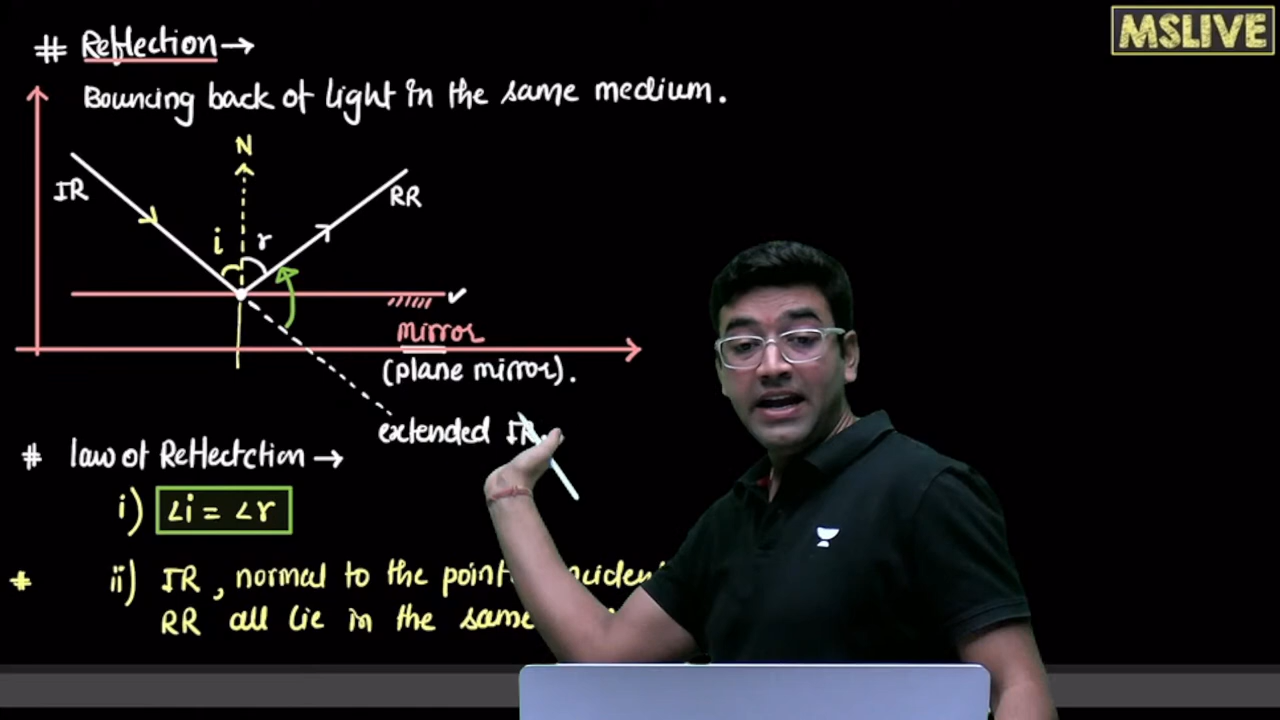 MSLIVE
# Reflection →
Bouncing back of light in the same medium.
N
IR
RR
i
r
mirror
(plane mirror).
extended IR
# law of Reflectction →
i) ∠i = ∠r
* ii) IR, normal to the point
RR all lie in the same